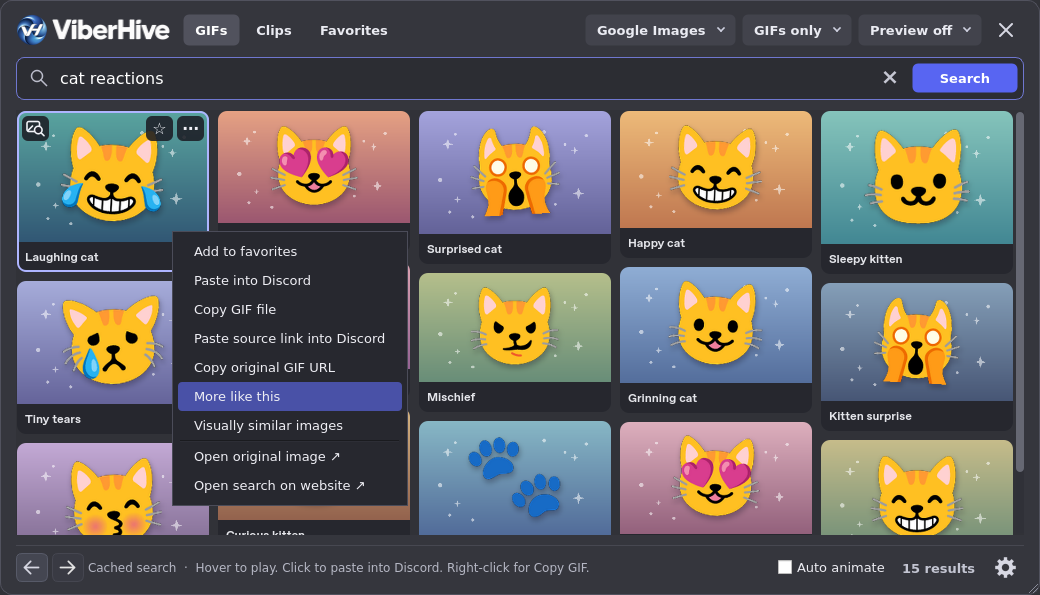 ViberHive
GIFs
Clips
Favorites
Google Images
GIFs only
Preview off
cat reactions
Search
Laughing cat
Surprised cat
Happy cat
Sleepy kitten
Add to favorites
Paste into Discord
Copy GIF file
Paste source link into Discord
Copy original GIF URL
More like this
Visually similar images
Open original image ↗
Open search on website ↗
Tiny tears
Mischief
Grinning cat
Kitten surprise
Curious kitten
Cached search · Hover to play. Click to paste into Discord. Right-click for Copy GIF.
Auto animate
15 results